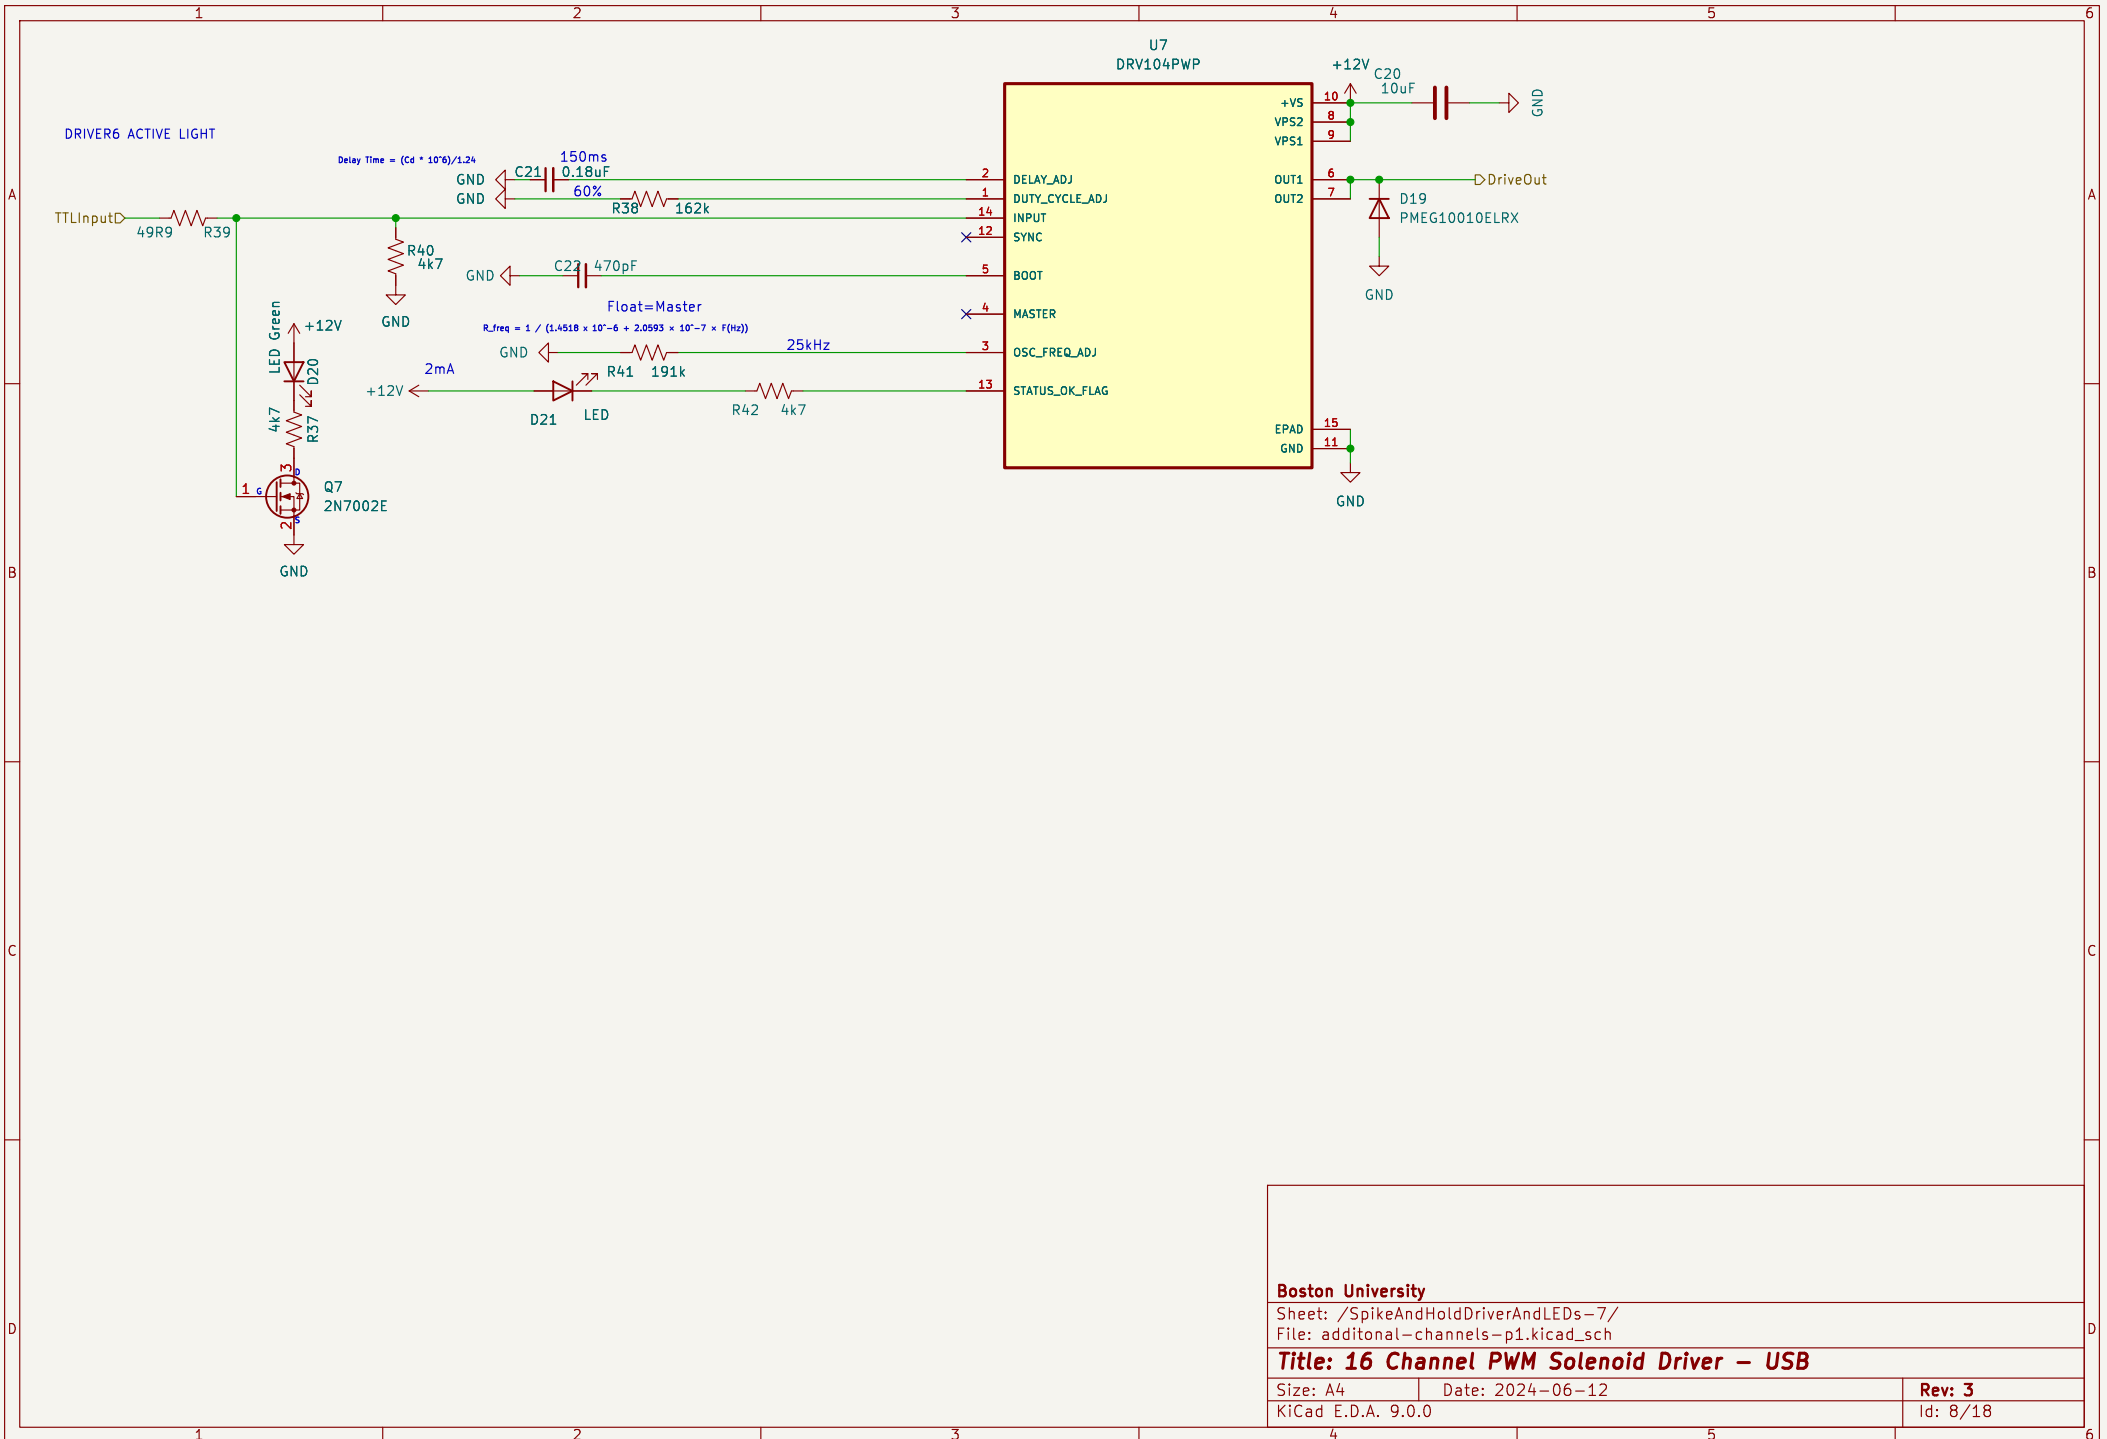 1 2 3 4 5 6
U7
DRV104PWP
+12V
C20
10uF
GND
10 +VS
8 VPS2
9 VPS1
DRIVER6 ACTIVE LIGHT
Delay Time = (Cd * 10^6)/1.24
150ms
GND C21 0.18uF 2 DELAY_ADJ
60%
GND R38 162k 1 DUTY_CYCLE_ADJ
OUT1 6 DriveOut
OUT2 7
D19
PMEG10010ELRX
GND
A A
TTLInput 49R9 R39 14 INPUT
12 SYNC
R40
4k7
GND
GND C22 470pF 5 BOOT
Float=Master
4 MASTER
R_freq = 1 / (1.4518 x 10^-6 + 2.0593 × 10^-7 × F(Hz))
GND R41 191k 25kHz 3 OSC_FREQ_ADJ
2mA
+12V D21 LED R42 4k7 13 STATUS_OK_FLAG
EPAD 15
GND 11
GND
LED Green
+12V
D20
4k7
R37
3 D
1 G
2 S
Q7
2N7002E
GND
B B
C C
D D
Boston University
Sheet: /SpikeAndHoldDriverAndLEDs-7/
File: additonal-channels-p1.kicad_sch
Title: 16 Channel PWM Solenoid Driver - USB
Size: A4 Date: 2024-06-12 Rev: 3
KiCad E.D.A. 9.0.0 Id: 8/18
1 2 3 4 5 6